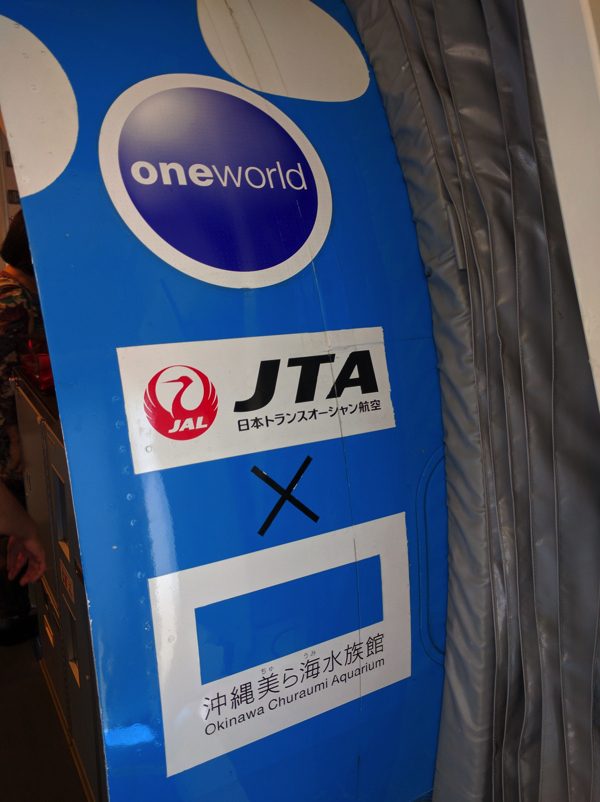 oneworld
JAL
JTA
日本トランスオーシャン航空
×
ちゅ うみ
沖縄美ら海水族館
Okinawa Churaumi Aquarium